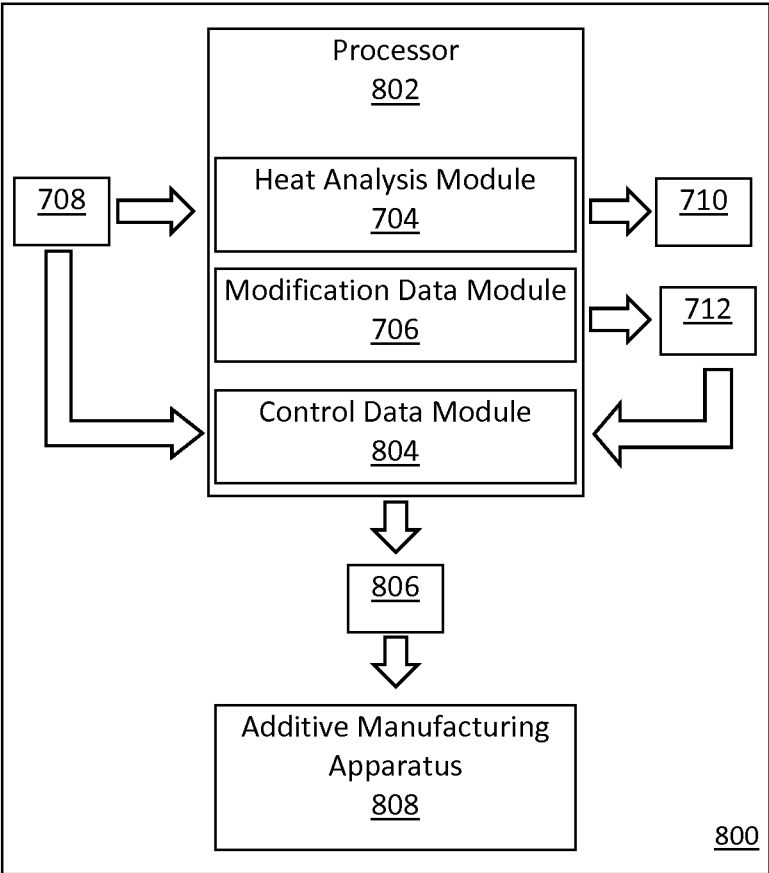 Processor
802
708
Heat Analysis Module
704
710
Modification Data Module
706
712
Control Data Module
804
806
Additive Manufacturing
Apparatus
808
800